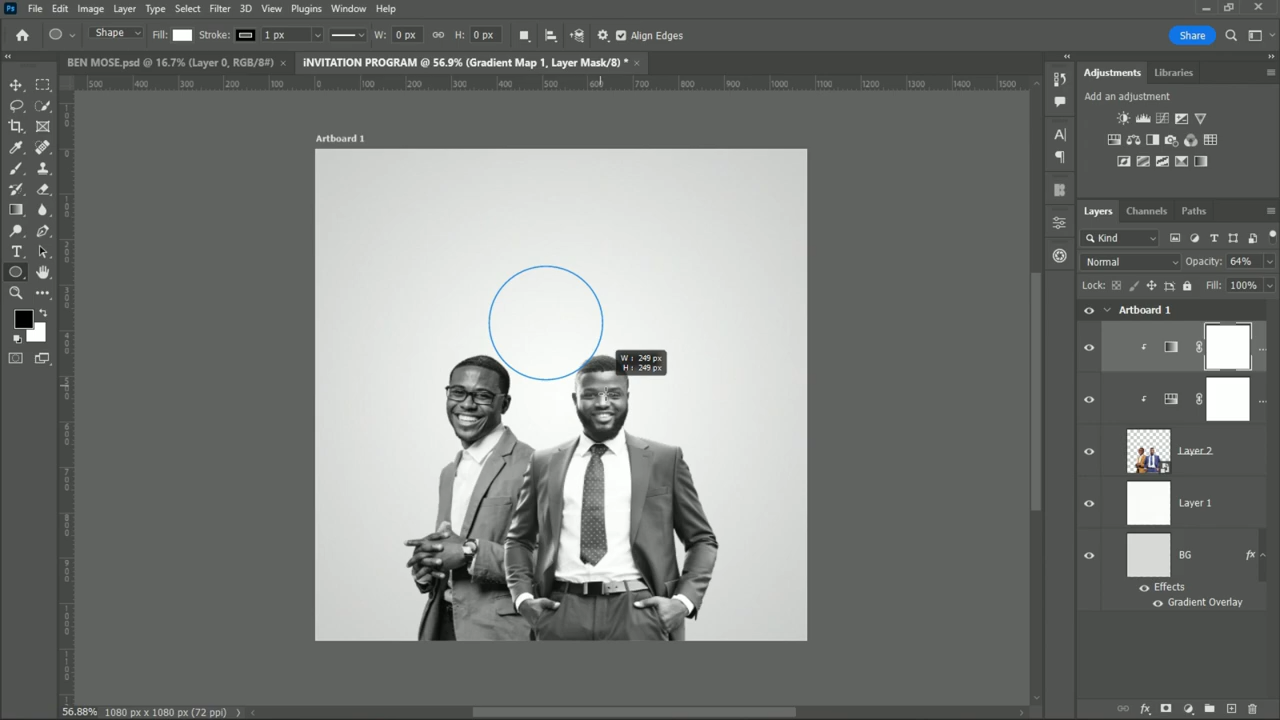 Ps File Edit Image Layer Type Select Filter 3D View Plugins Window Help
Shape Fill: Stroke: 1 px W: 0 px H: 0 px Align Edges Share
BEN MOSE.psd @ 16.7% (Layer 0, RGB/8#) × iNVITATION PROGRAM @ 56.9% (Gradient Map 1, Layer Mask/8) * ×
500 400 300 200 100 0 100 200 300 400 500 600 700 800 900 1000 1100 1200 1300 1400 1500
Artboard 1
W: 249 px
H: 249 px
Adjustments Libraries
Add an adjustment
Layers Channels Paths
Kind
Normal Opacity: 64%
Lock: Fill: 100%
Artboard 1
Layer 2
Layer 1
BG fx
Effects
Gradient Overlay
56.88% 1080 px x 1080 px (72 ppi)
fx